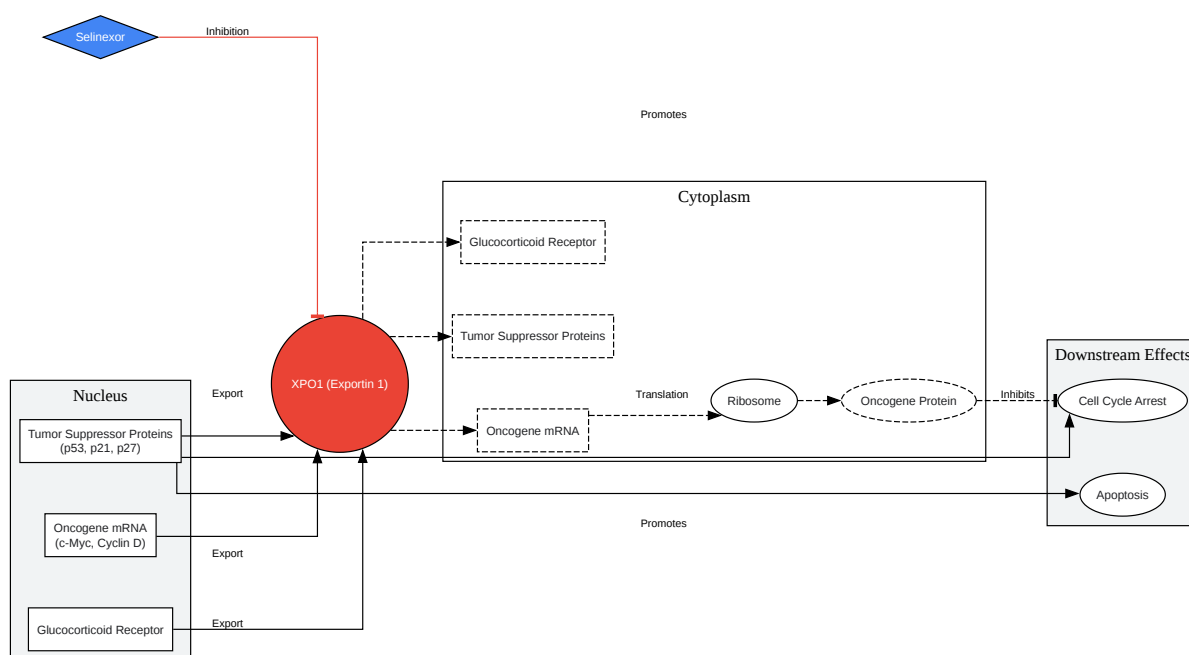 Selinexor
Inhibition
Promotes
Cytoplasm
Glucocorticoid Receptor
Tumor Suppressor Proteins
Downstream Effects
XPO1 (Exportin 1)
Nucleus
Export
Translation
Ribosome
Oncogene Protein
Inhibits
Cell Cycle Arrest
Oncogene mRNA
Tumor Suppressor Proteins
(p53, p21, p27)
Apoptosis
Oncogene mRNA
(c-Myc, Cyclin D)
Promotes
Export
Export
Glucocorticoid Receptor